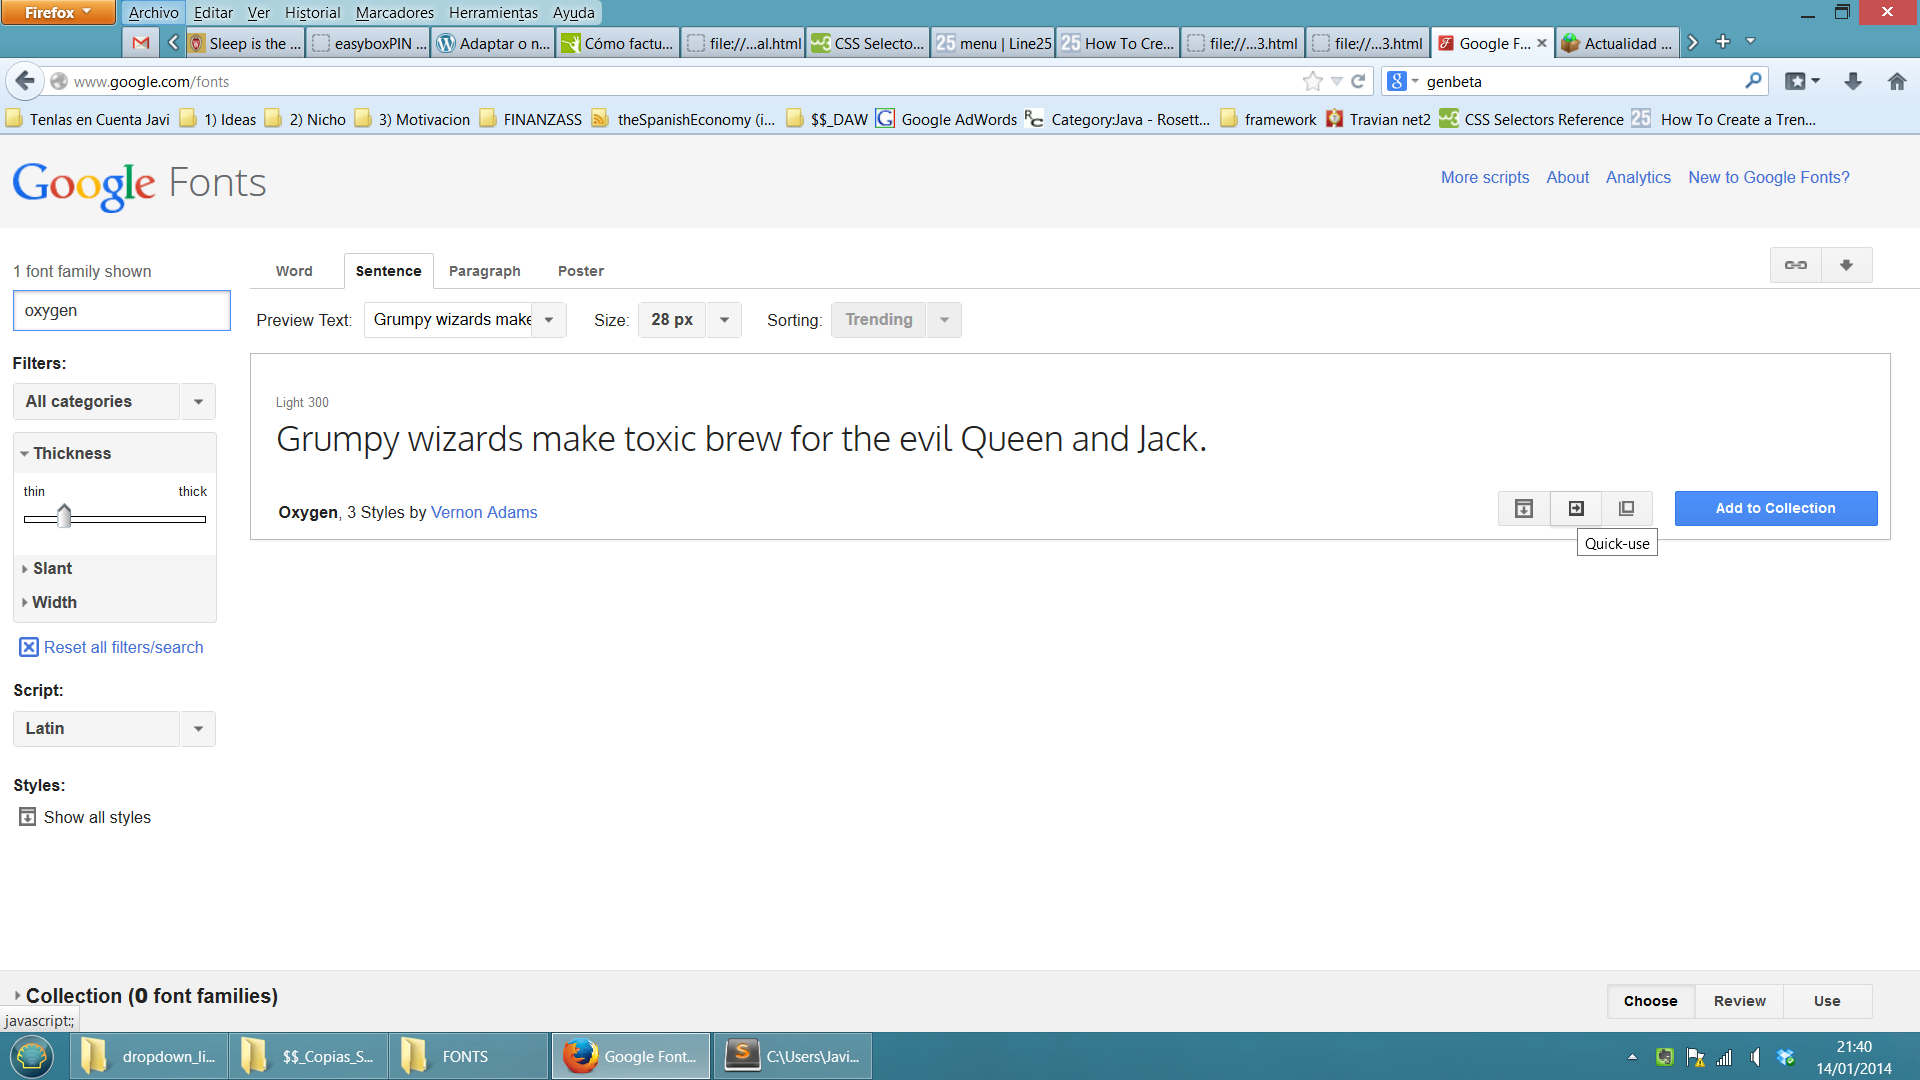 Firefox
Archivo Editar Ver Historial Marcadores Herramientas Ayuda
Sleep is the ... easyboxPIN ... Adaptar o n... Cómo factu... file://...al.html CSS Selecto... menu | Line25 How To Cre... file://...3.html file://...3.html Google F... Actualidad ...
www.google.com/fonts
genbeta
Tenlas en Cuenta Javi 1) Ideas 2) Nicho 3) Motivacion FINANZASS theSpanishEconomy (i... $$_DAW Google AdWords Category:Java - Rosett... framework Travian net2 CSS Selectors Reference How To Create a Tren...
Google Fonts
More scripts About Analytics New to Google Fonts?
1 font family shown
oxygen
Word Sentence Paragraph Poster
Preview Text: Grumpy wizards make Size: 28 px Sorting: Trending
Filters:
All categories
Thickness
thin thick
Slant
Width
Reset all filters/search
Script:
Latin
Styles:
Show all styles
Light 300
Grumpy wizards make toxic brew for the evil Queen and Jack.
Oxygen, 3 Styles by Vernon Adams
Add to Collection
Quick-use
Collection (0 font families)
Choose Review Use
javascript:;
dropdown_li... $$_Copias_S... FONTS Google Font... C:\Users\Javi...
21:40
14/01/2014